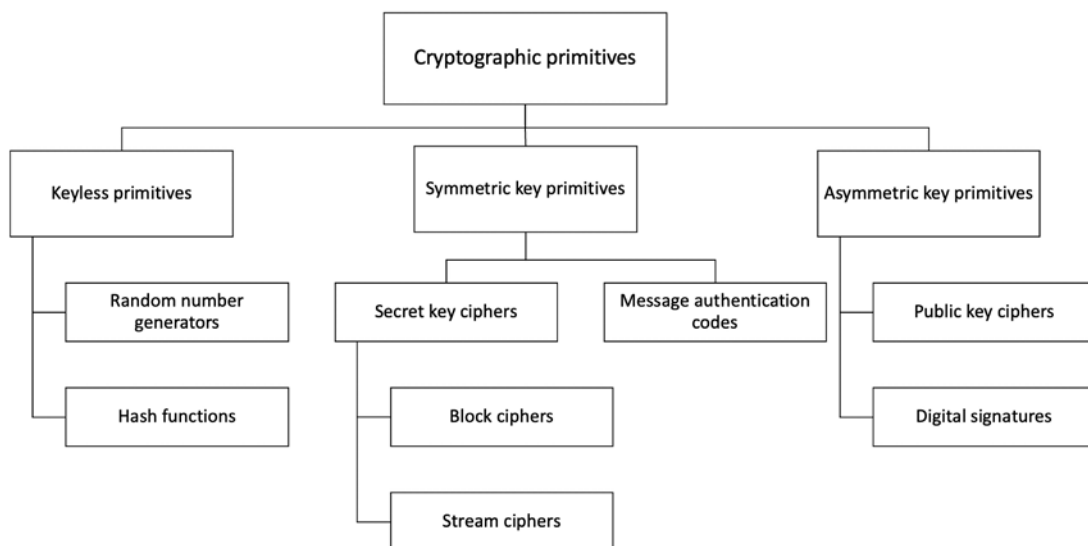 Cryptographic primitives
Keyless primitives
Symmetric key primitives
Asymmetric key primitives
Random number
generators
Secret key ciphers
Message authentication
codes
Public key ciphers
Hash functions
Block ciphers
Digital signatures
Stream ciphers